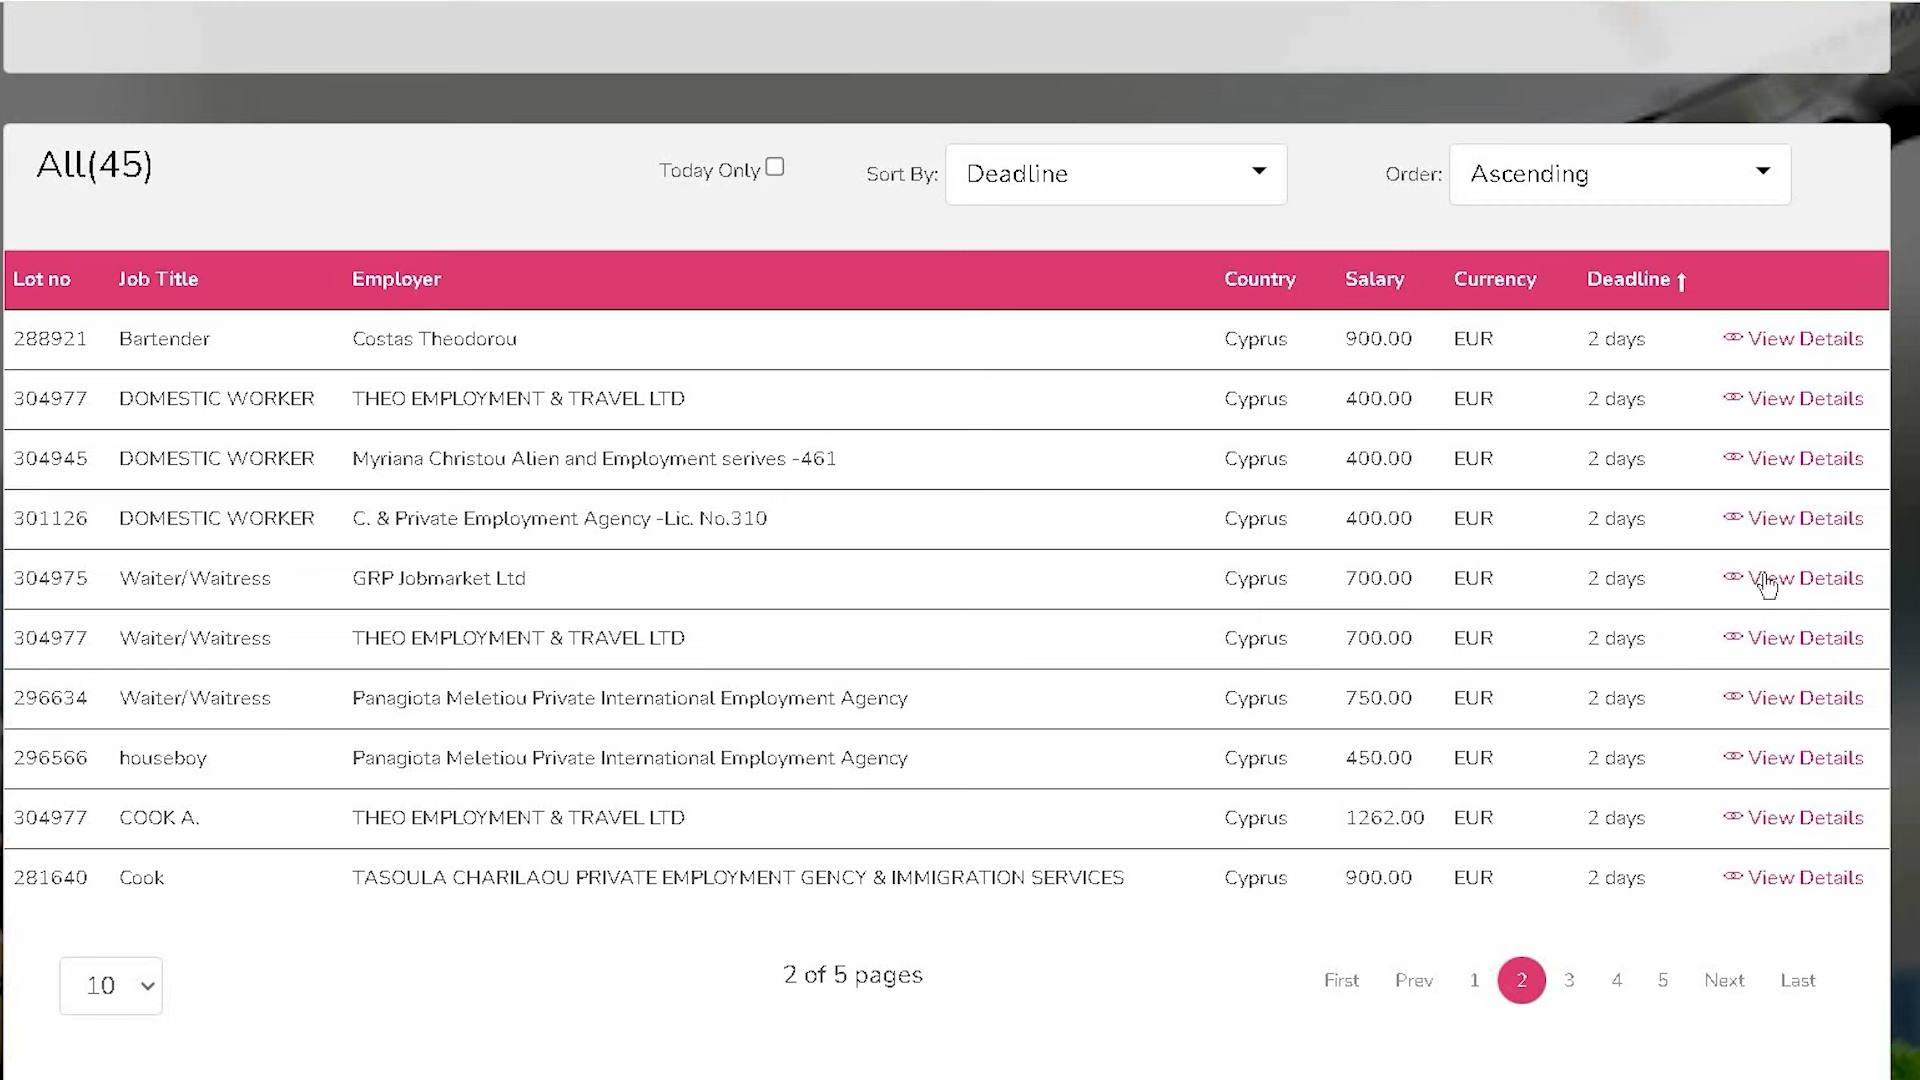 All(45) Today Only Sort By: Deadline Order: Ascending
Lot no Job Title Employer Country Salary Currency Deadline ↑
288921 Bartender Costas Theodorou Cyprus 900.00 EUR 2 days View Details
304977 DOMESTIC WORKER THEO EMPLOYMENT & TRAVEL LTD Cyprus 400.00 EUR 2 days View Details
304945 DOMESTIC WORKER Myriana Christou Alien and Employment serives -461 Cyprus 400.00 EUR 2 days View Details
301126 DOMESTIC WORKER C. & Private Employment Agency -Lic. No.310 Cyprus 400.00 EUR 2 days View Details
304975 Waiter/Waitress GRP Jobmarket Ltd Cyprus 700.00 EUR 2 days View Details
304977 Waiter/Waitress THEO EMPLOYMENT & TRAVEL LTD Cyprus 700.00 EUR 2 days View Details
296634 Waiter/Waitress Panagiota Meletiou Private International Employment Agency Cyprus 750.00 EUR 2 days View Details
296566 houseboy Panagiota Meletiou Private International Employment Agency Cyprus 450.00 EUR 2 days View Details
304977 COOK A. THEO EMPLOYMENT & TRAVEL LTD Cyprus 1262.00 EUR 2 days View Details
281640 Cook TASOULA CHARILAOU PRIVATE EMPLOYMENT GENCY & IMMIGRATION SERVICES Cyprus 900.00 EUR 2 days View Details
10 2 of 5 pages First Prev 1 2 3 4 5 Next Last